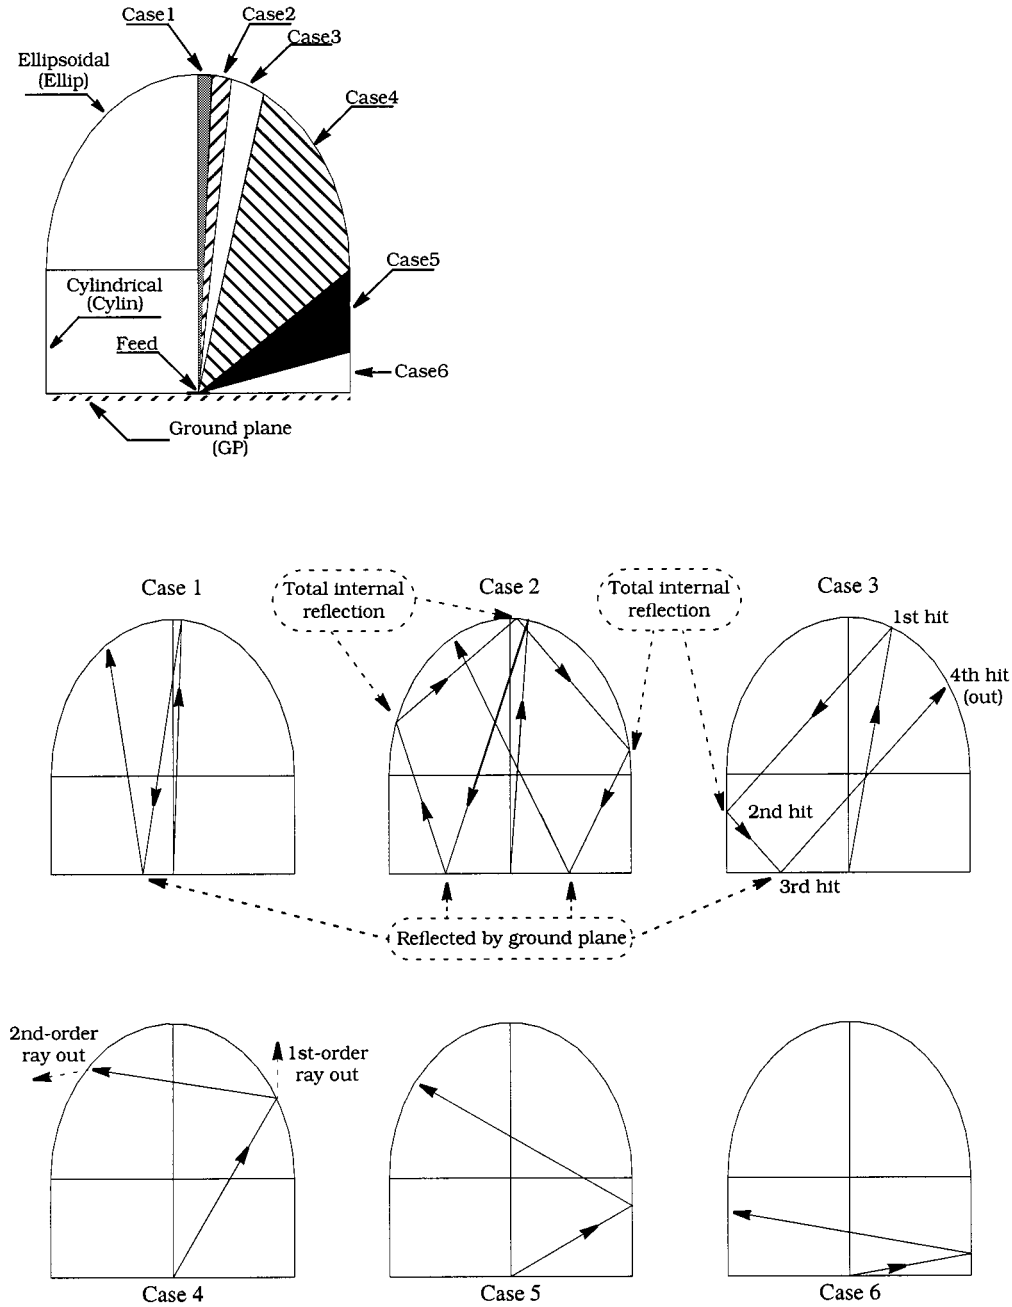 Case1
Case2
Case3
Ellipsoidal
(Ellip)
Case4
Case5
Cylindrical
(Cylin)
Feed
Case6
Ground plane
(GP)
Case 1
Total internal
reflection
Case 2
Total internal
reflection
Case 3
1st hit
4th hit
(out)
2nd hit
3rd hit
Reflected by ground plane
2nd-order
ray out
1st-order
ray out
Case 4
Case 5
Case 6